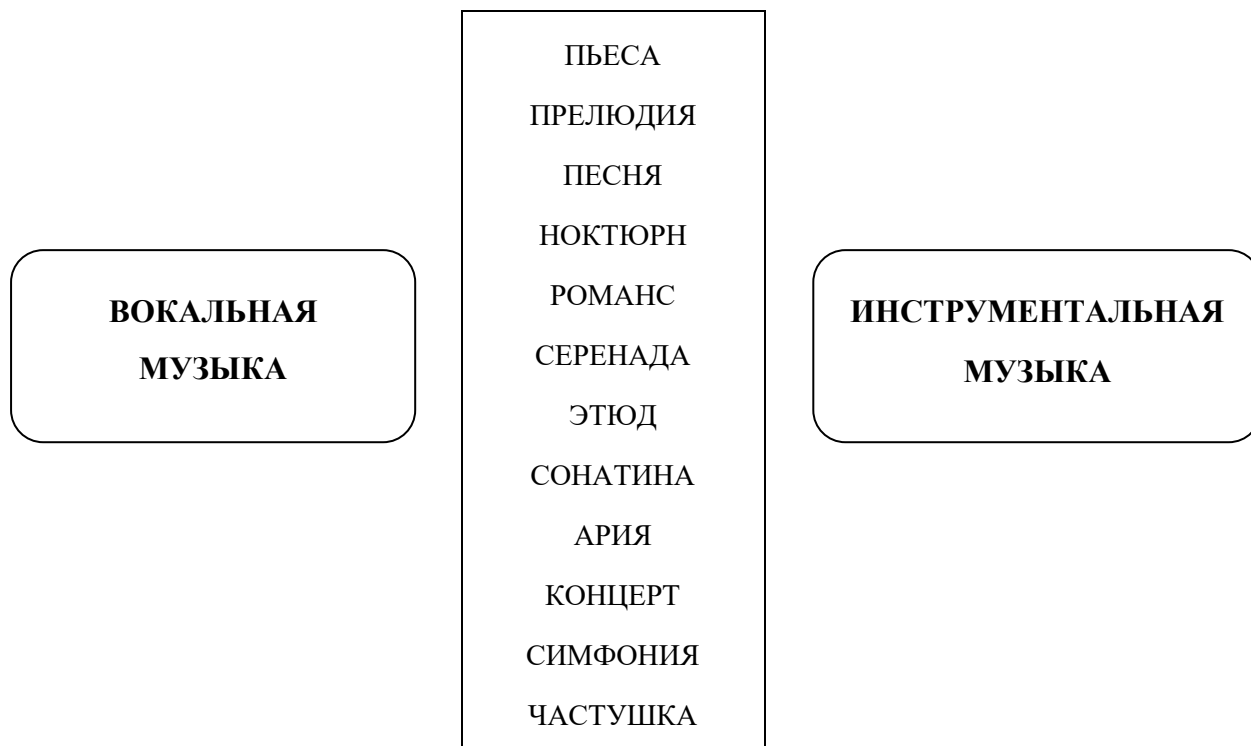 ПЬЕСА
ПРЕЛЮДИЯ
ПЕСНЯ
НОКТЮРН
РОМАНС
СЕРЕНАДА
ЭТЮД
СОНАТИНА
АРИЯ
КОНЦЕРТ
СИМФОНИЯ
ЧАСТУШКА
ВОКАЛЬНАЯ
МУЗЫКА
ИНСТРУМЕНТАЛЬНАЯ
МУЗЫКА